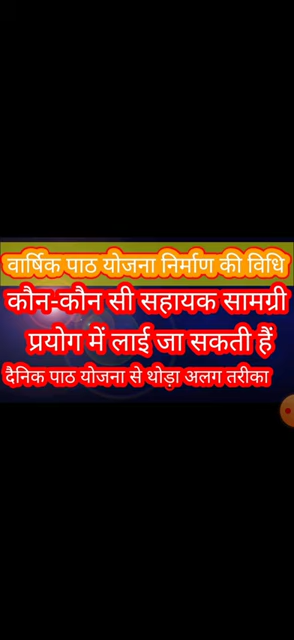 वार्षिक पाठ योजना निर्माण की विधि
कौन-कौन सी सहायक सामग्री
प्रयोग में लाई जा सकती हैं
दैनिक पाठ योजना से थोड़ा अलग तरीका